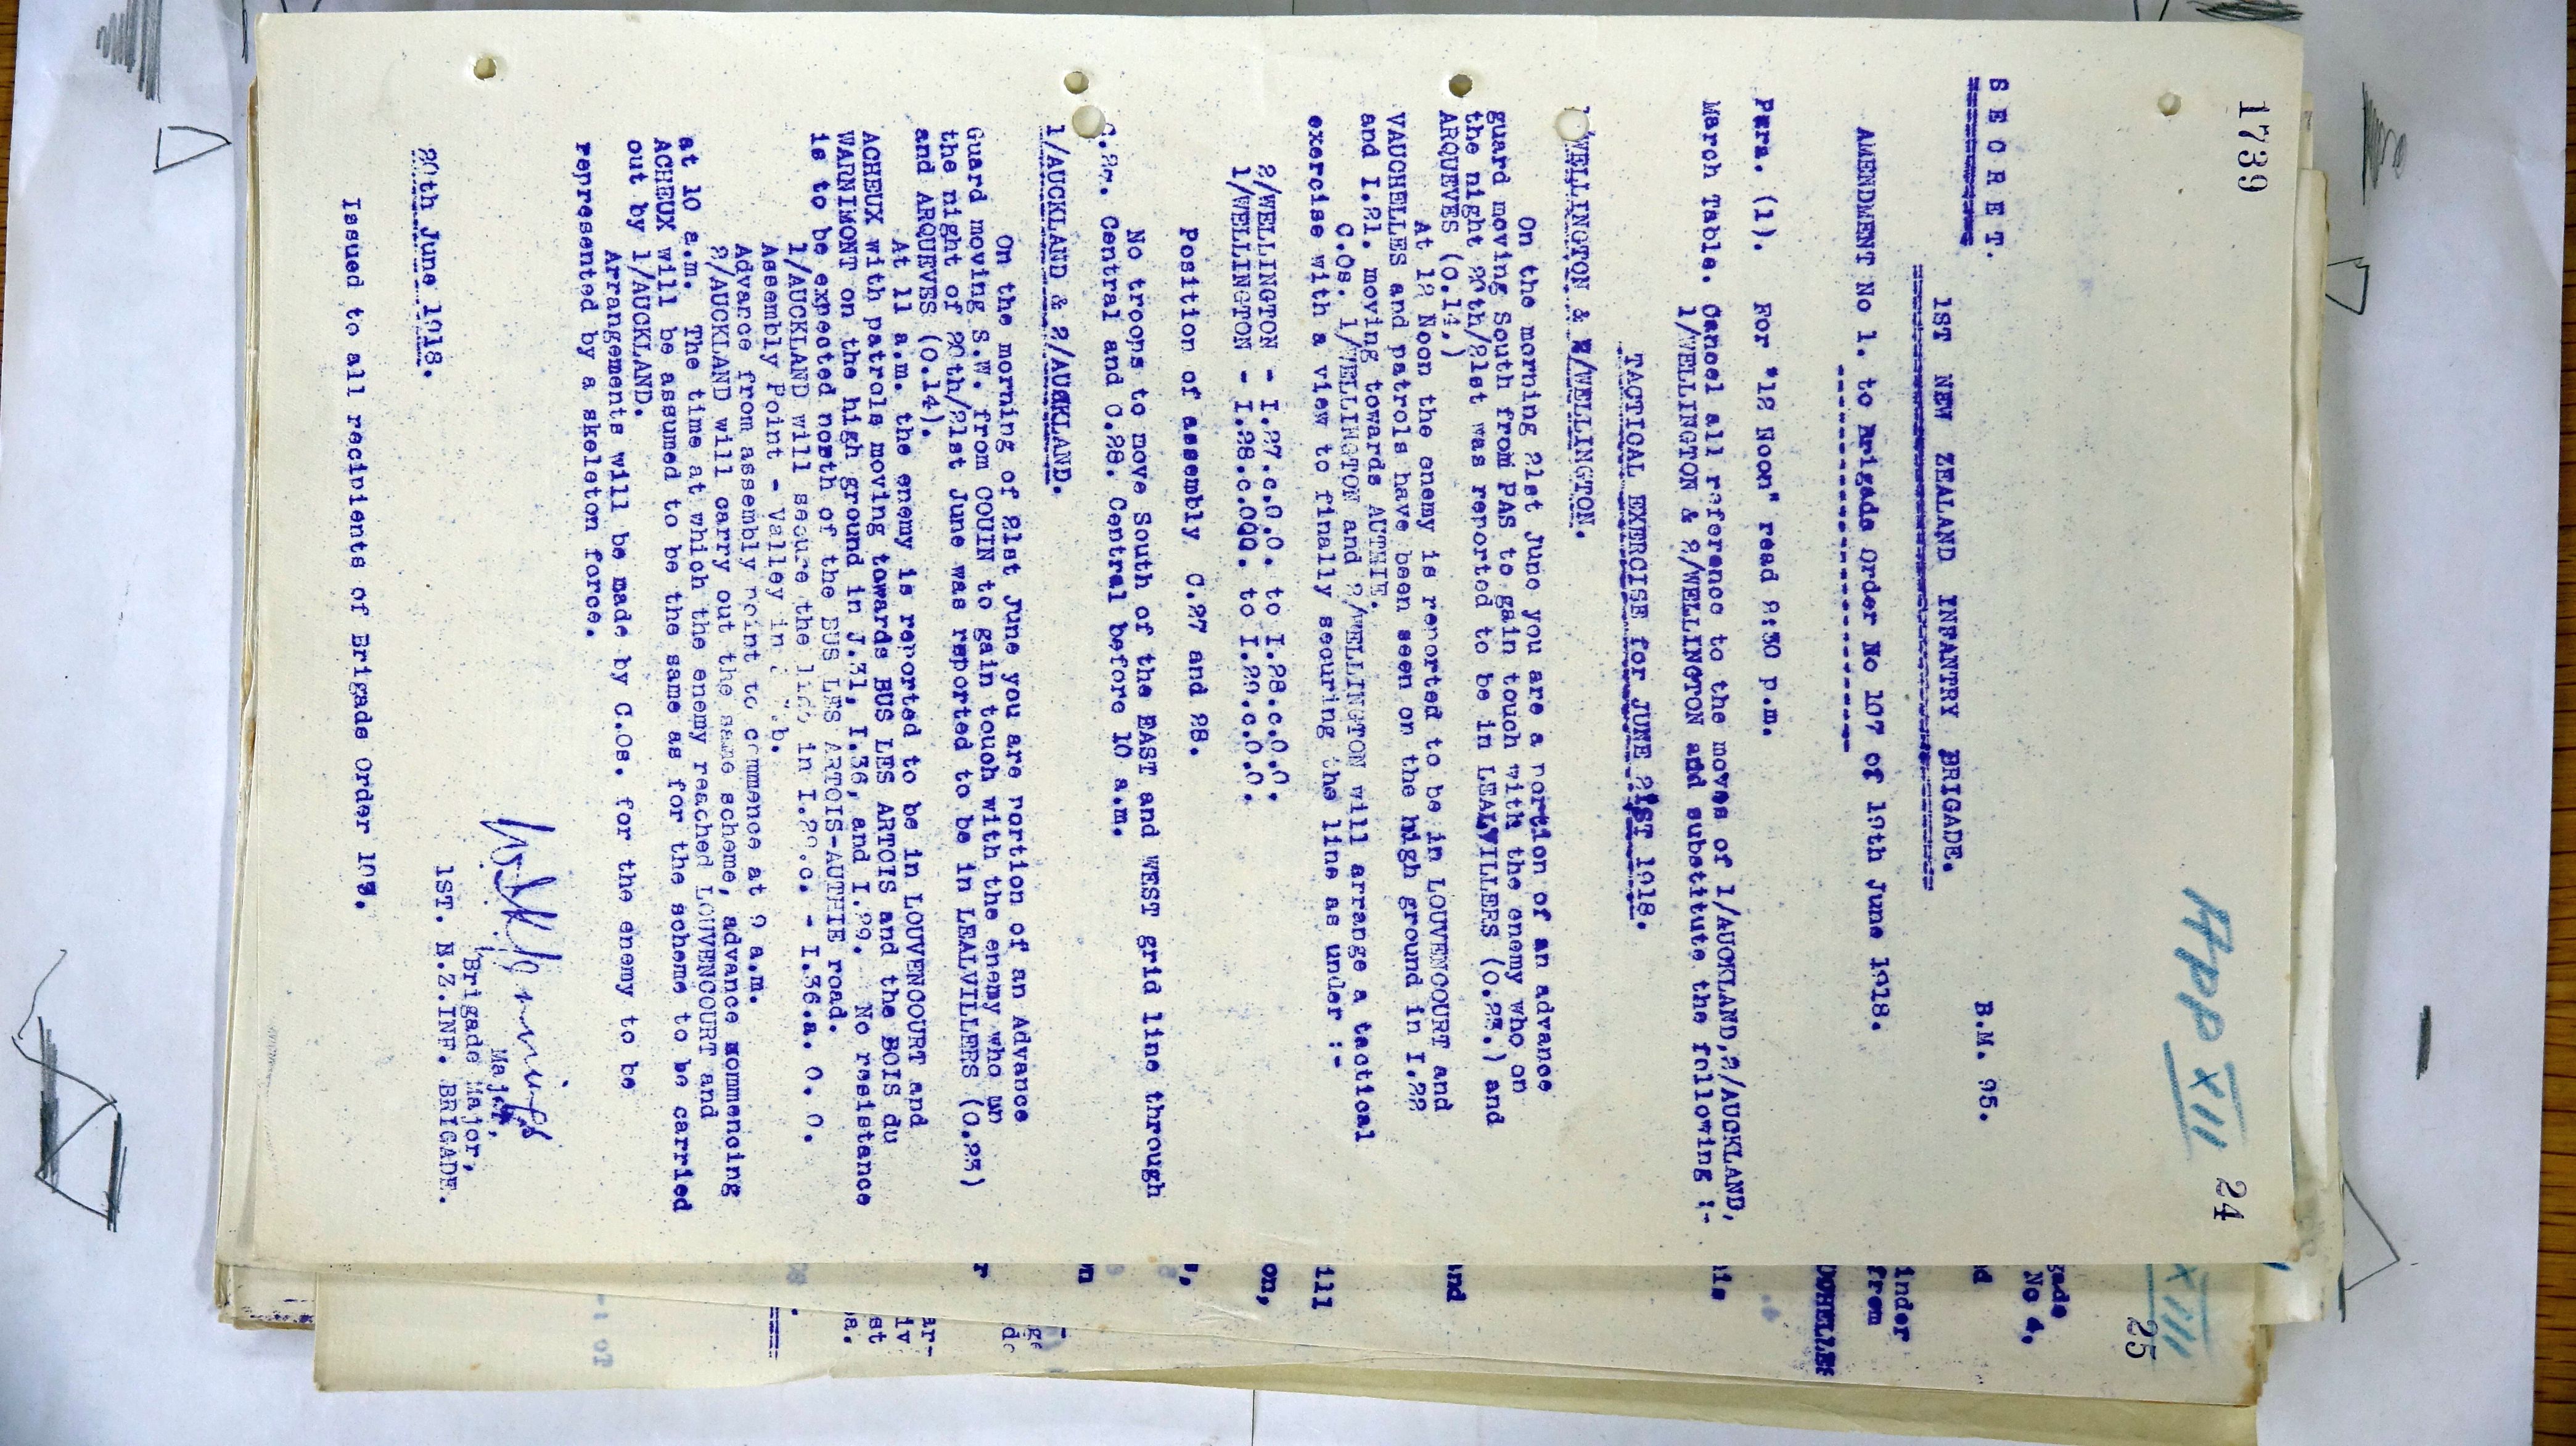 1739
APP XIII
24
S E C R E T.
B.M. 95.
1ST NEW ZEALAND INFANTRY BRIGADE.
AMENDMENT No 1. to Brigade Order No 107 of 19th June 1918.
Para. (1). For "12 Noon" read 2:30 p.m.
March Table. Cancel all reference to the moves of 1/AUCKLAND, 2/AUCKLAND,
1/WELLINGTON & 2/WELLINGTON and substitute the following :-
TACTICAL EXERCISE for JUNE 21ST 1918.
WELLINGTON & 2/WELLINGTON.
On the morning 21st June you are a portion of an advance
guard moving South from PAS to gain touch with the enemy who on
the night 20th/21st was reported to be in LEALVILLERS (O.23.) and
ARQUEVES (O.14.)
At 12 Noon the enemy is reported to be in LOUVENCOURT and
VAUCHELLES and patrols have been seen on the high ground in I.22
and I.21. moving towards AUTHIE.
C.Os. 1/WELLINGTON and 2/WELLINGTON will arrange a tactical
exercise with a view to finally securing the line as under :-
2/WELLINGTON - I.27.c.0.0. to I.28.c.0.0.
1/WELLINGTON - I.28.c.000. to I.29.c.0.0.
Position of assembly C.27 and 28.
No troops to move South of the EAST and WEST grid line through
Central and C.28. Central before 10 a.m.
1/AUCKLAND & 2/AUCKLAND.
On the morning of 21st June you are portion of an Advance
Guard moving S.W. from COUIN to gain touch with the enemy who on
the night of 20th/21st June was reported to be in LEALVILLERS (O.23)
and ARQUEVES (O.14).
At 11 a.m. the enemy is reported to be in LOUVENCOURT and
ACHEUX with patrols moving towards BUS LES ARTOIS and the BOIS du
WARNIMONT on the high ground in J.31, I.36, and I.29. No resistance
is to be expected north of the BUS LES ARTOIS-AUTHIE road.
1/AUCKLAND will secure the line in I.29.c. - I.36.a. 0. 0.
Assembly Point - Valley in b.
Advance from assembly point to commence at 9 a.m.
2/AUCKLAND will carry out the same scheme, advance commencing
at 10 a.m. The time at which the enemy reached LOUVENCOURT and
ACHEUX will be assumed to be the same as for the scheme to be carried
out by 1/AUCKLAND.
Arrangements will be made by C.Os. for the enemy to be
represented by a skeleton force.
Major,
Brigade Major,
20th June 1918.
1ST. N.Z.INF. BRIGADE.
Issued to all recipients of Brigade Order 107.
XIII
25
gade
No 4,
inder
from
UCHELLES
his
and
ill
on,